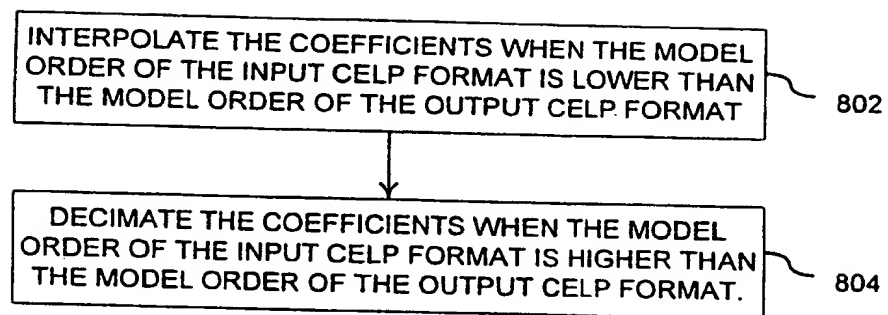 INTERPOLATE THE COEFFICIENTS WHEN THE MODEL
ORDER OF THE INPUT CELP FORMAT IS LOWER THAN
THE MODEL ORDER OF THE OUTPUT CELP FORMAT
802
DECIMATE THE COEFFICIENTS WHEN THE MODEL
ORDER OF THE INPUT CELP FORMAT IS HIGHER THAN
THE MODEL ORDER OF THE OUTPUT CELP FORMAT.
804